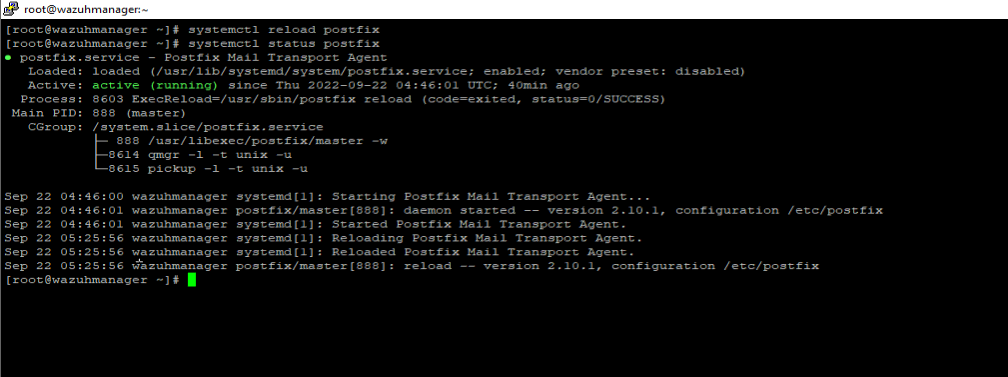 root@wazuhmanager:~
[root@wazuhmanager ~]# systemctl reload postfix
[root@wazuhmanager ~]# systemctl status postfix
● postfix.service - Postfix Mail Transport Agent
   Loaded: loaded (/usr/lib/systemd/system/postfix.service; enabled; vendor preset: disabled)
   Active: active (running) since Thu 2022-09-22 04:46:01 UTC; 40min ago
  Process: 8603 ExecReload=/usr/sbin/postfix reload (code=exited, status=0/SUCCESS)
 Main PID: 888 (master)
   CGroup: /system.slice/postfix.service
           ├─ 888 /usr/libexec/postfix/master -w
           ├─8614 qmgr -l -t unix -u
           └─8615 pickup -l -t unix -u
Sep 22 04:46:00 wazuhmanager systemd[1]: Starting Postfix Mail Transport Agent...
Sep 22 04:46:01 wazuhmanager postfix/master[888]: daemon started -- version 2.10.1, configuration /etc/postfix
Sep 22 04:46:01 wazuhmanager systemd[1]: Started Postfix Mail Transport Agent.
Sep 22 05:25:56 wazuhmanager systemd[1]: Reloading Postfix Mail Transport Agent.
Sep 22 05:25:56 wazuhmanager systemd[1]: Reloaded Postfix Mail Transport Agent.
Sep 22 05:25:56 wazuhmanager postfix/master[888]: reload -- version 2.10.1, configuration /etc/postfix
[root@wazuhmanager ~]#